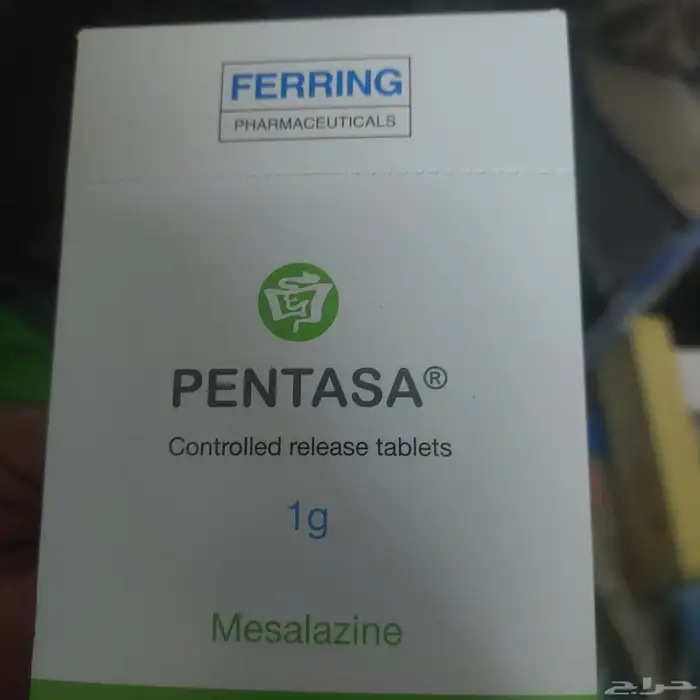 FERRING
PHARMACEUTICALS
PENTASA®
Controlled release tablets
1g
Mesalazine
حراج